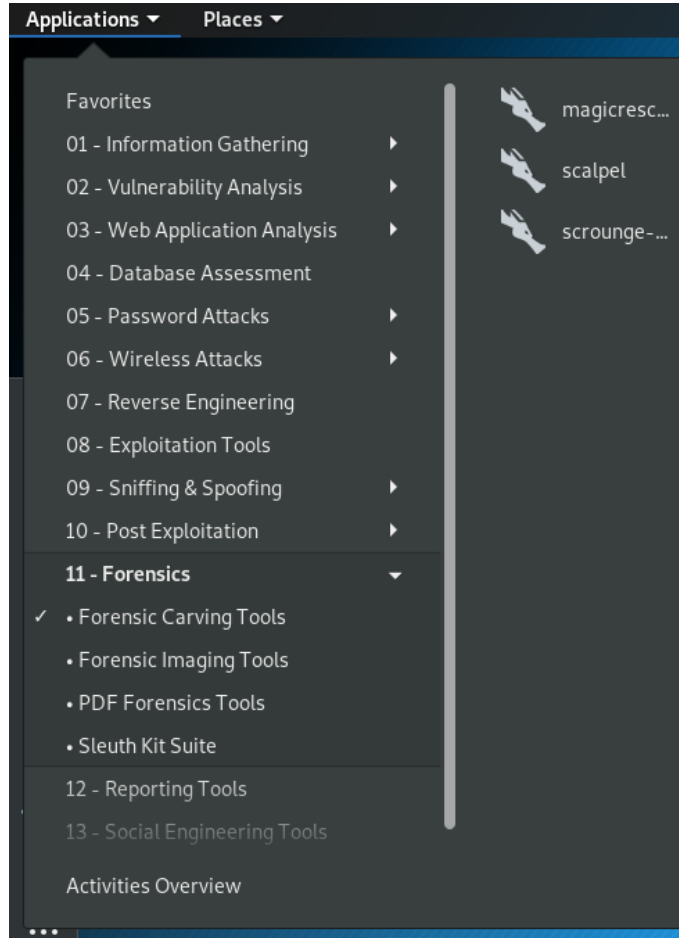 Applications Places
Favorites
01 - Information Gathering
02 - Vulnerability Analysis
03 - Web Application Analysis
04 - Database Assessment
05 - Password Attacks
06 - Wireless Attacks
07 - Reverse Engineering
08 - Exploitation Tools
09 - Sniffing & Spoofing
10 - Post Exploitation
11 - Forensics
• Forensic Carving Tools
• Forensic Imaging Tools
• PDF Forensics Tools
• Sleuth Kit Suite
12 - Reporting Tools
13 - Social Engineering Tools
Activities Overview
magicresc...
scalpel
scrounge-...